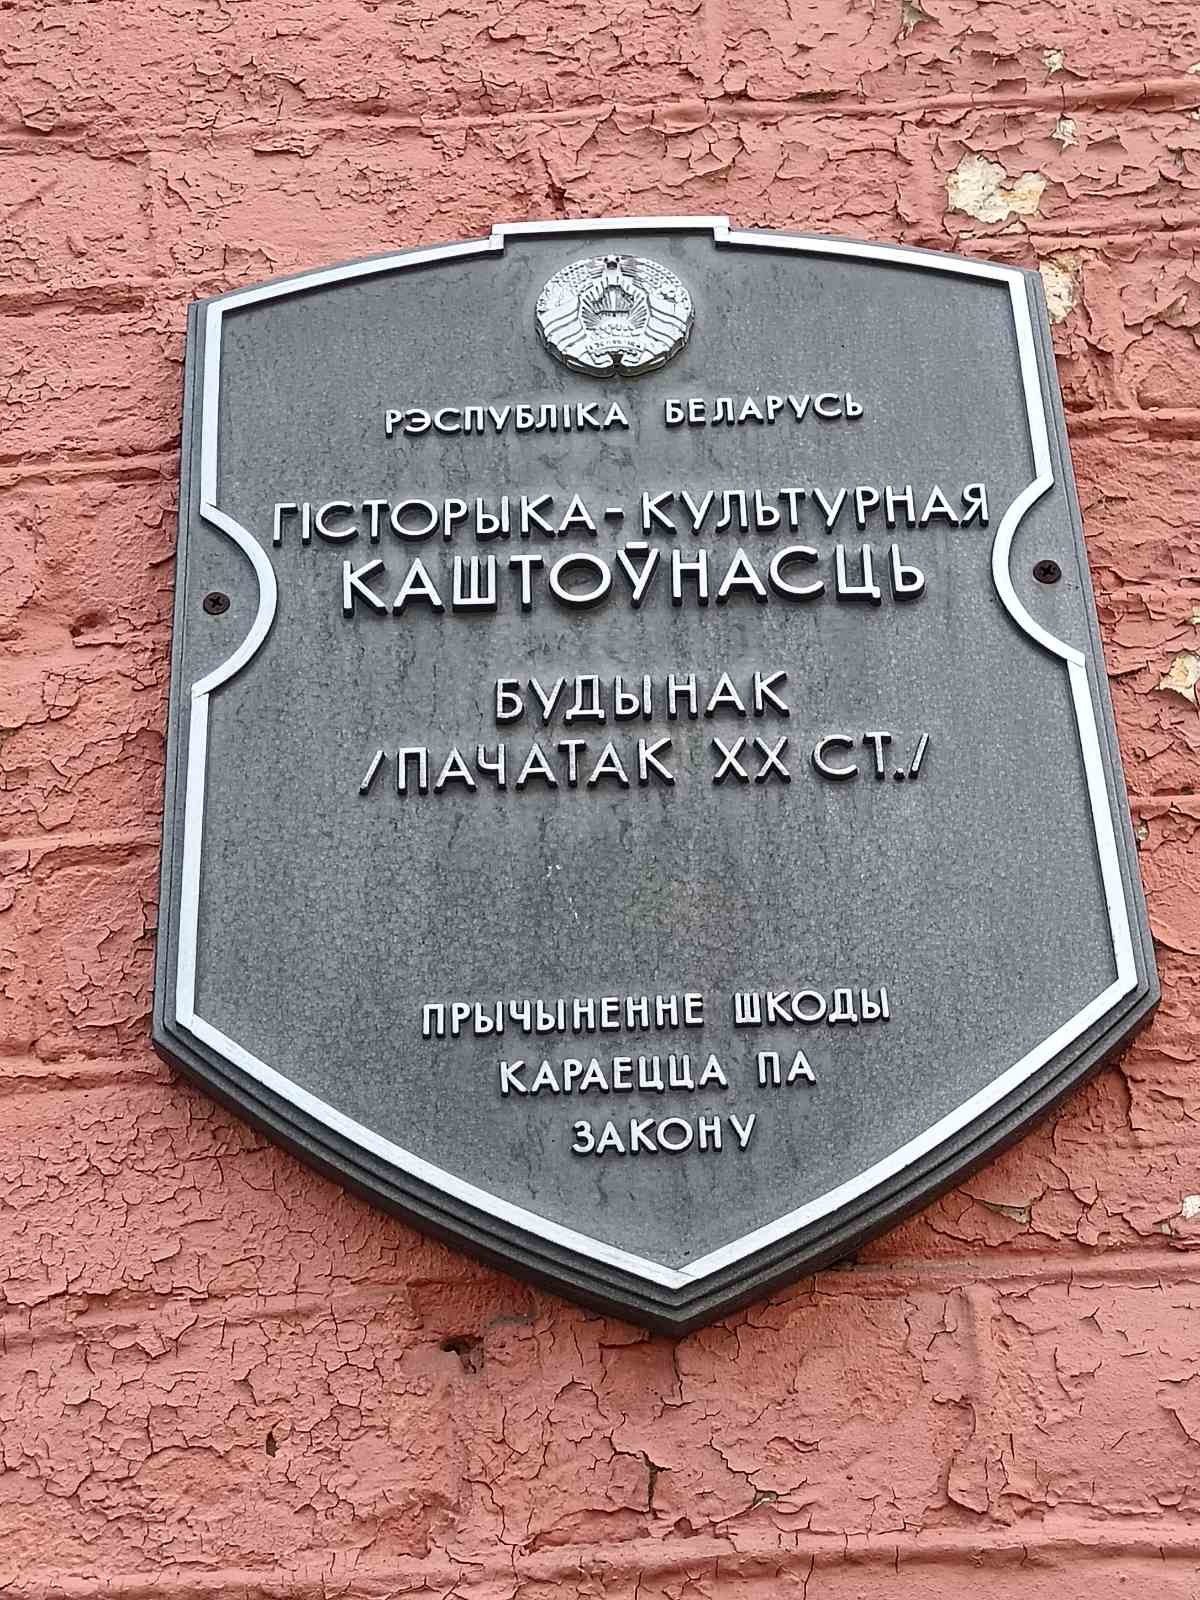 РЭСПУБЛІКА БЕЛАРУСЬ
ГІСТОРЫКА-КУЛЬТУРНАЯ
КАШТОЎНАСЦЬ
БУДЫНАК
/ПАЧАТАК XX СТ./
ПРЫЧЫНЕННЕ ШКОДЫ
КАРАЕЦЦА ПА
ЗАКОНУ